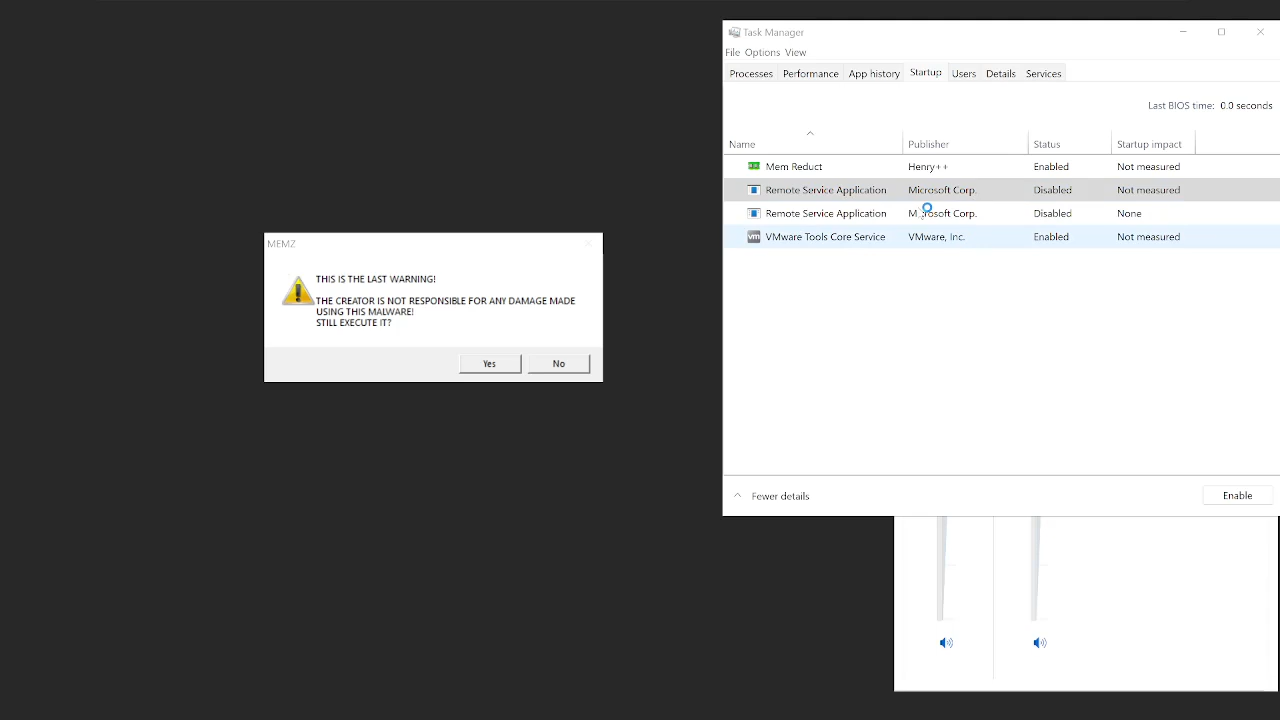 Task Manager
File Options View
Processes Performance App history Startup Users Details Services
Last BIOS time: 0.0 seconds
Name Publisher Status Startup impact
Mem Reduct Henry++ Enabled Not measured
Remote Service Application Microsoft Corp. Disabled Not measured
Remote Service Application Corp. Disabled None
VMware Tools Core Service VMware, Inc. Enabled Not measured
Fewer details
Enable
MEMZ
THIS IS THE LAST WARNING!
THE CREATOR IS NOT RESPONSIBLE FOR ANY DAMAGE MADE
USING THIS MALWARE!
STILL EXECUTE IT?
Yes No
vm